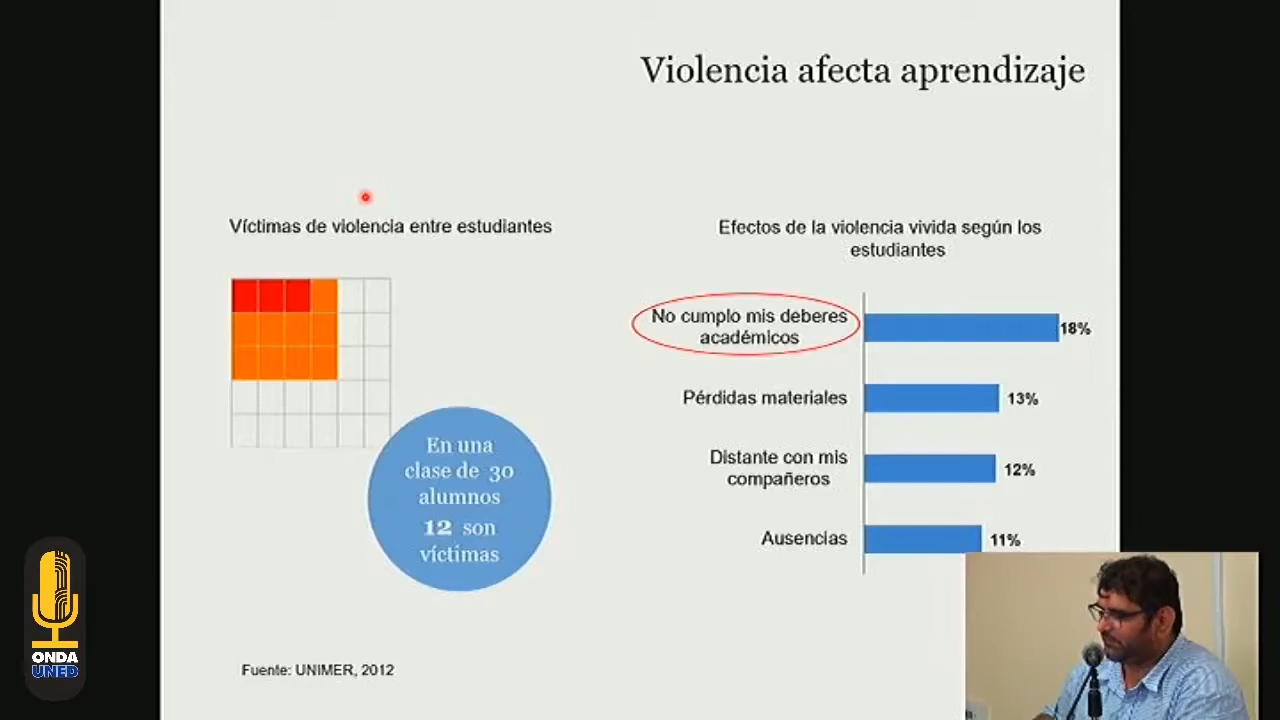 Violencia afecta aprendizaje
Víctimas de violencia entre estudiantes
En una
clase de 30
alumnos
12 son
víctimas
Efectos de la violencia vivida según los
estudiantes
No cumplo mis deberes
académicos
18%
Pérdidas materiales
13%
Distante con mis
compañeros
12%
Ausencias
11%
Fuente: UNIMER, 2012
ONDA
UNED